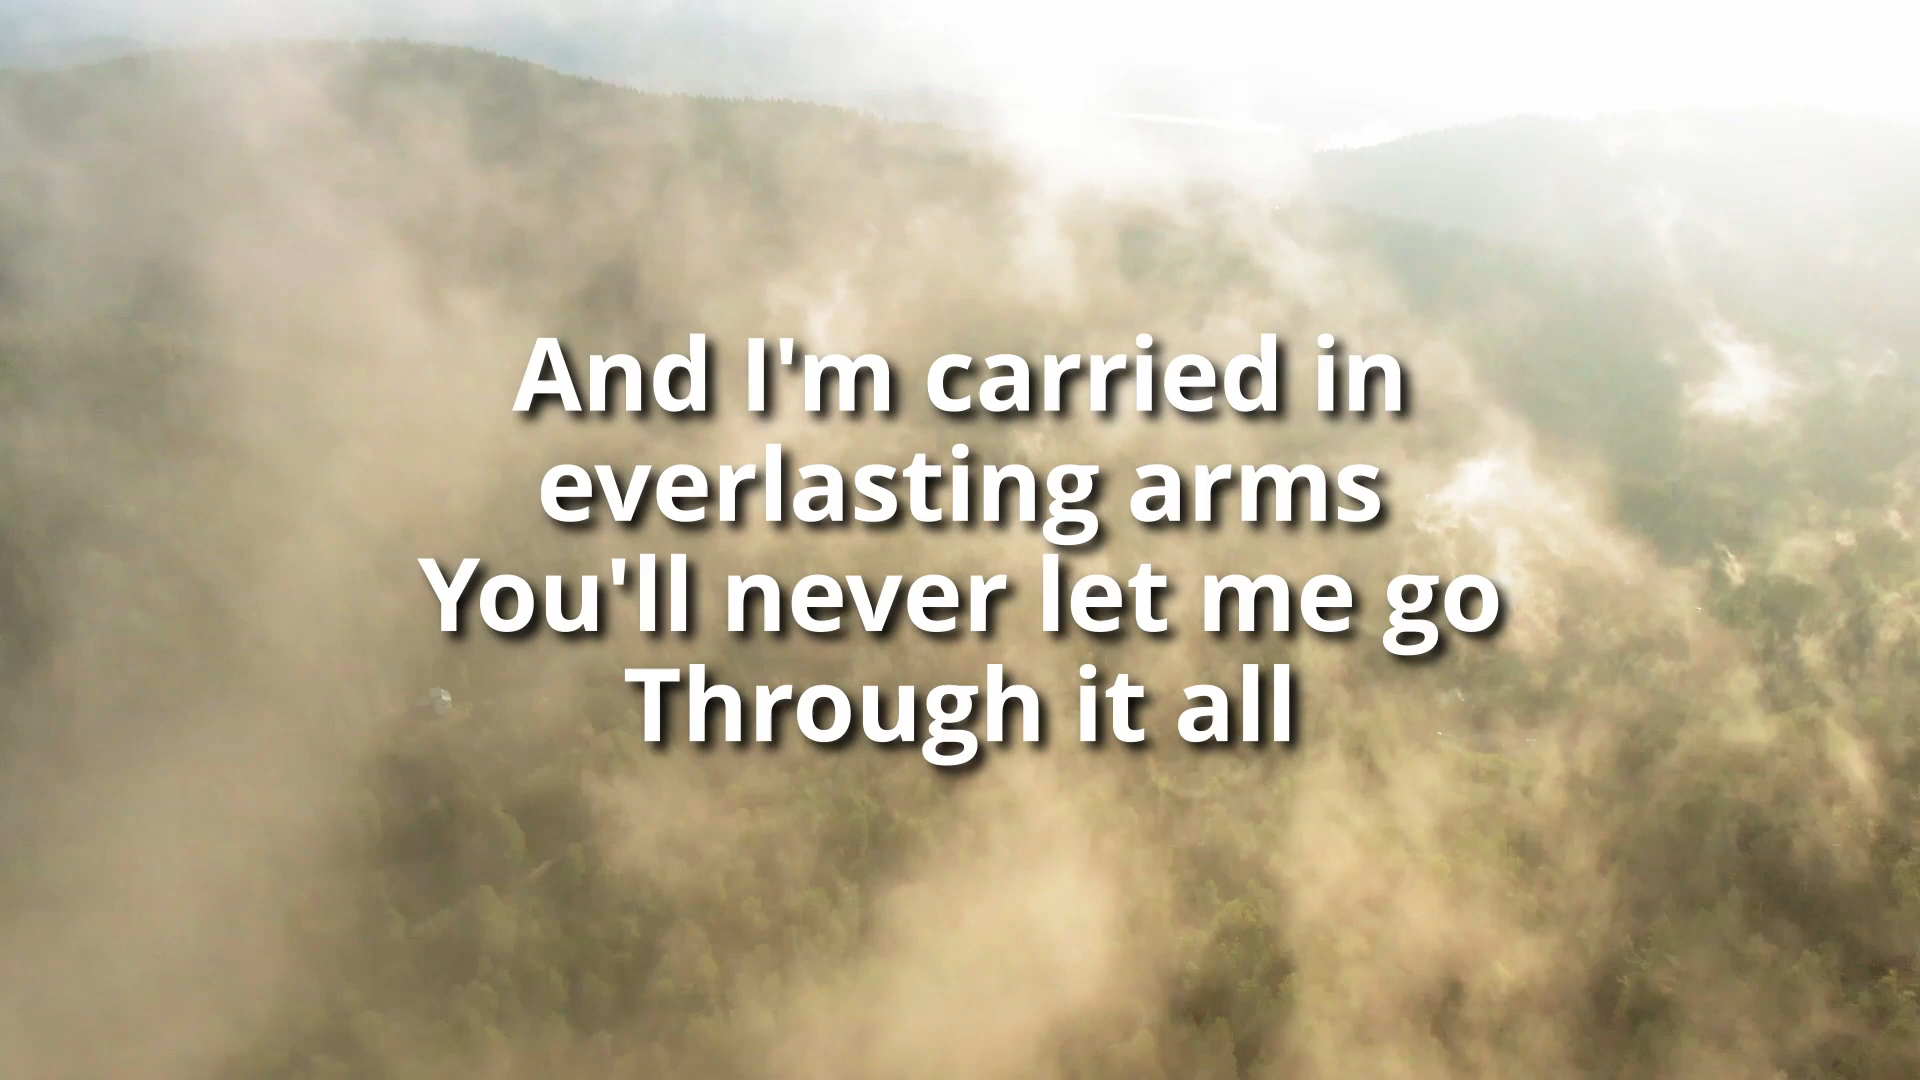 And I'm carried in
everlasting arms
You'll never let me go
Through it all